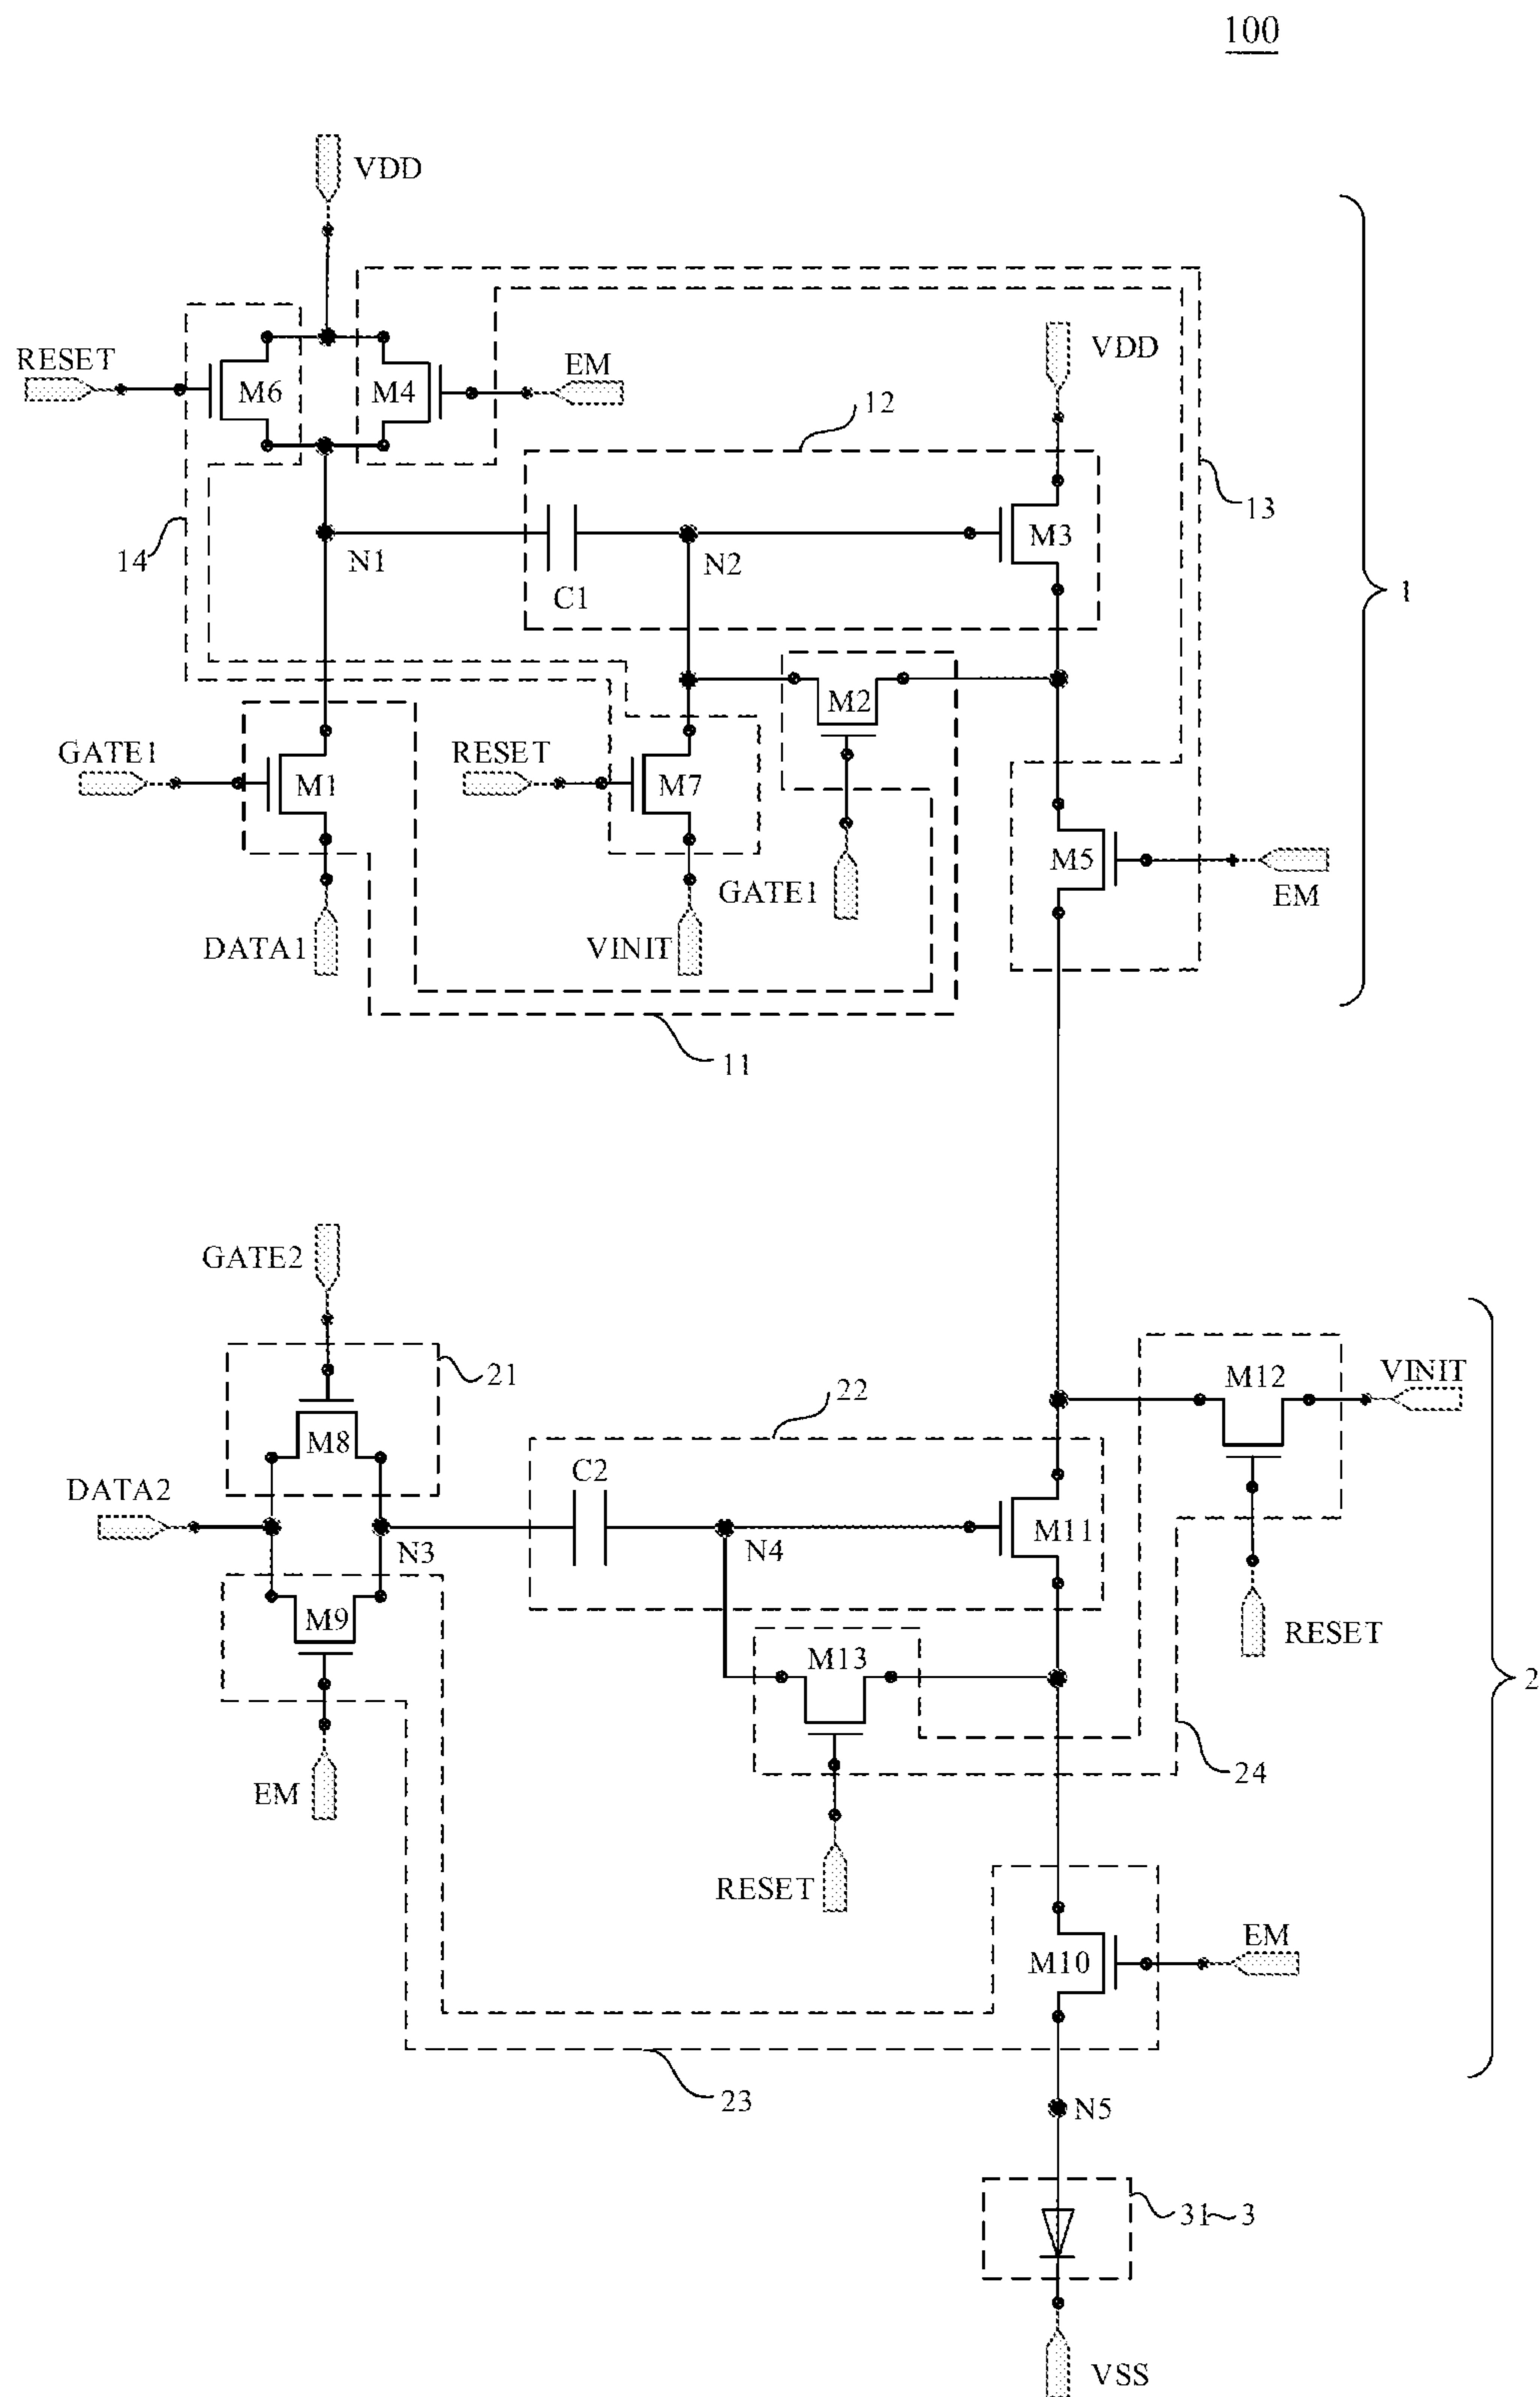 100
VDD
RESET
M6
M4
EM
VDD
12
13
14
N1
C1
N2
M3
1
M2
GATE1
M1
RESET
M7
GATE1
M5
EM
DATA1
VINIT
11
GATE2
21
22
M12
VINIT
M8
C2
DATA2
N3
N4
M11
M9
M13
RESET
2
EM
24
RESET
M10
EM
23
N5
31~3
VSS